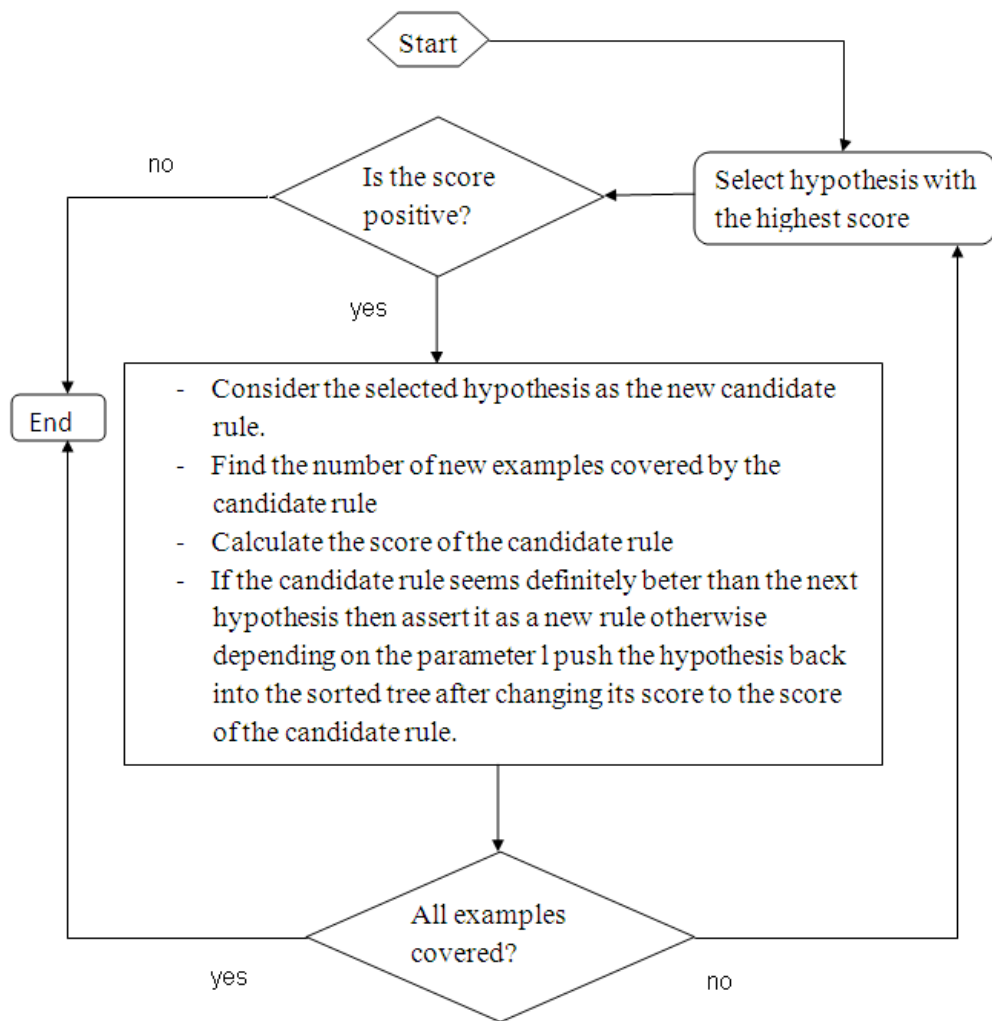 Start
Select hypothesis with
the highest score
Is the score
positive?
no
yes
End
- Consider the selected hypothesis as the new candidate
rule.
- Find the number of new examples covered by the
candidate rule
- Calculate the score of the candidate rule
- If the candidate rule seems definitely beter than the next
hypothesis then assert it as a new rule otherwise
depending on the parameter l push the hypothesis back
into the sorted tree after changing its score to the score
of the candidate rule.
All examples
covered?
yes
no